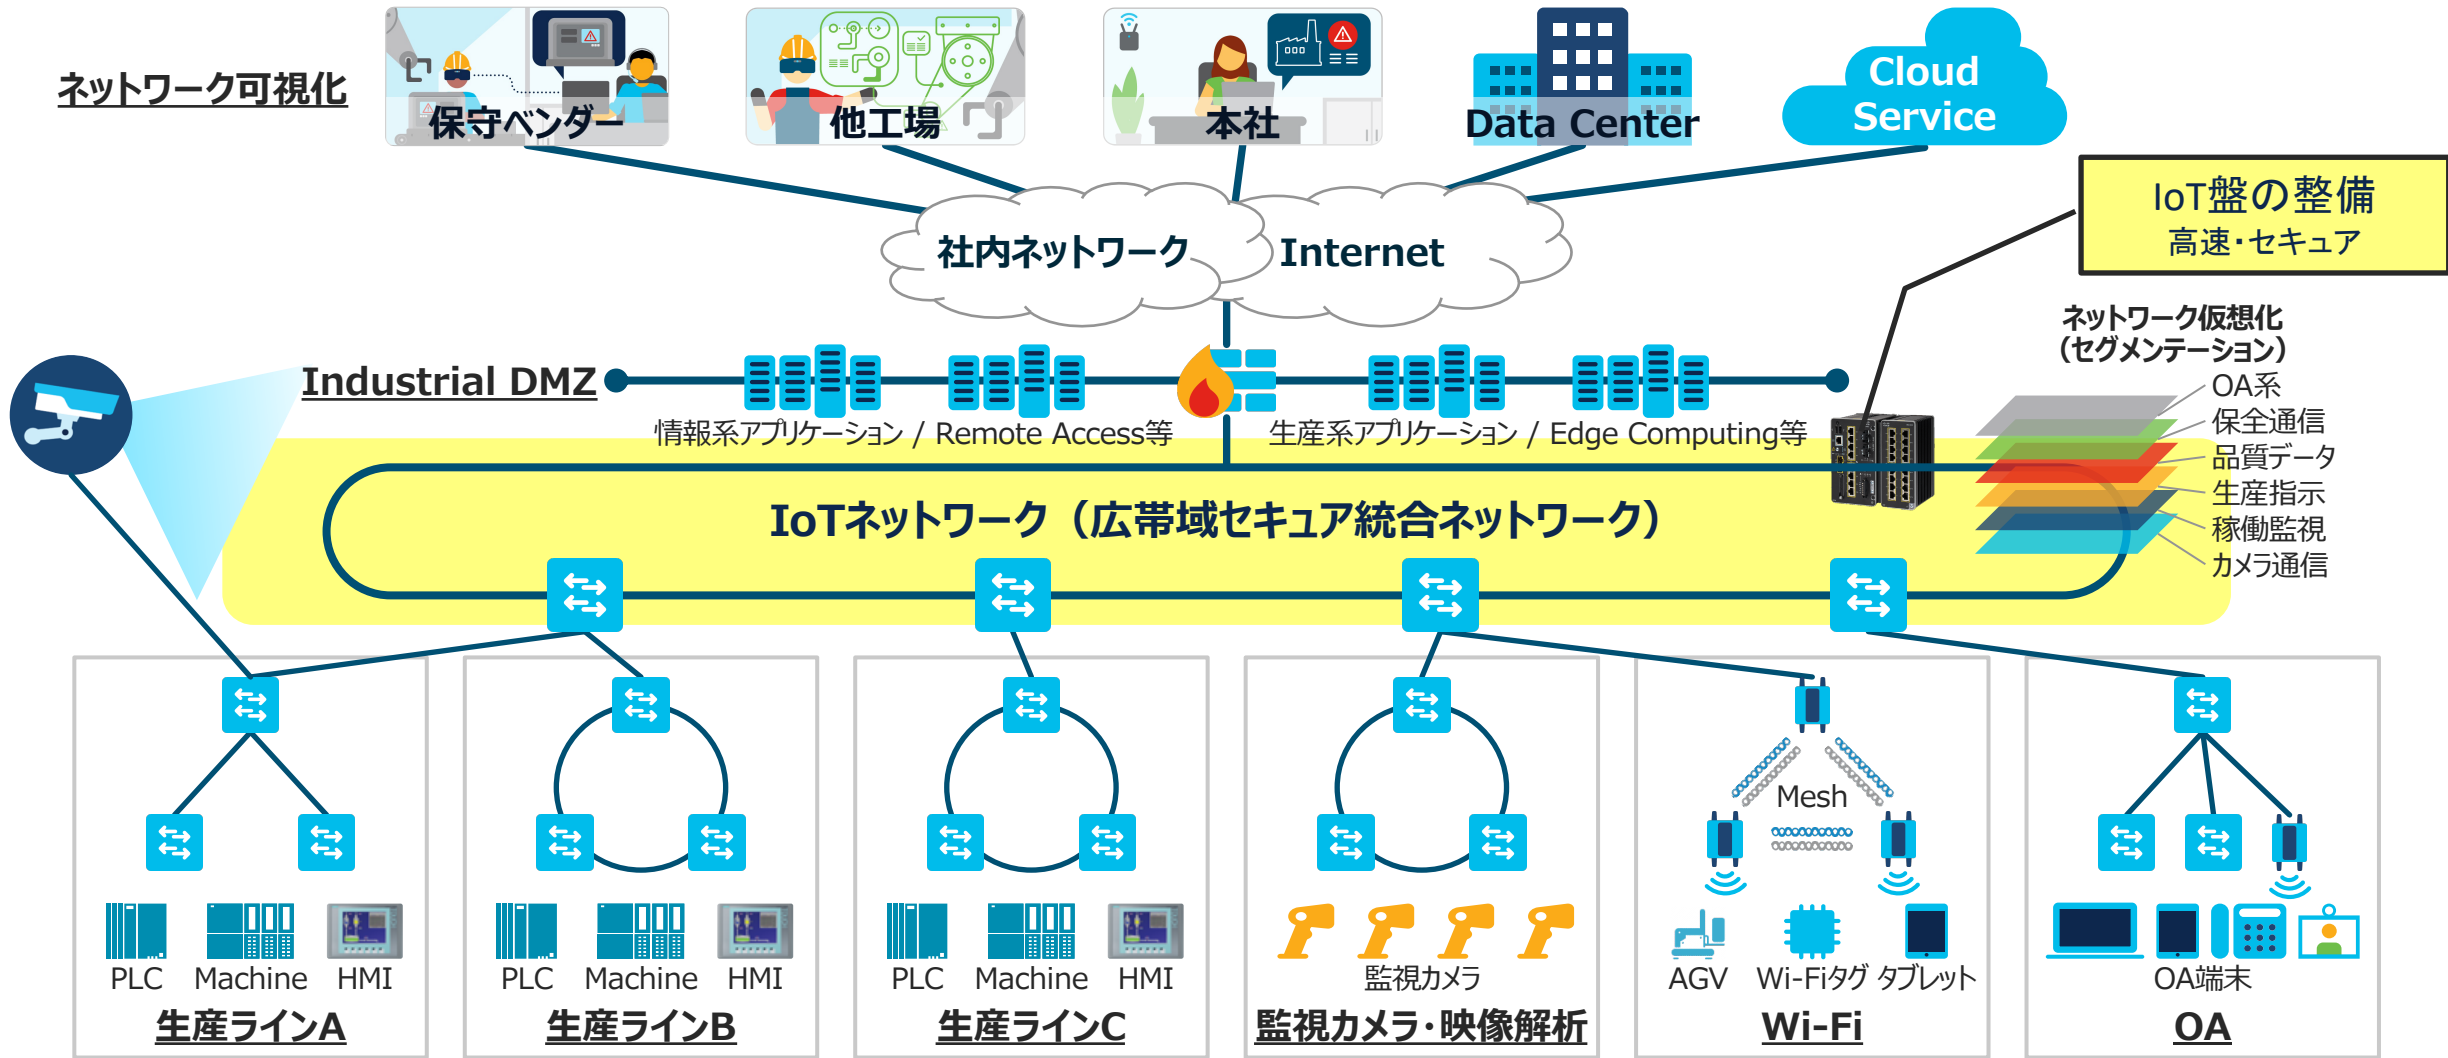 ネットワーク可視化
保守ベンダー
他工場
本社
Data Center
Cloud
Service
IoT盤の整備
高速・セキュア
社内ネットワーク
Internet
ネットワーク仮想化
（セグメンテーション）
Industrial DMZ
情報系アプリケーション / Remote Access等
生産系アプリケーション / Edge Computing等
OA系
保全通信
品質データ
生産指示
稼働監視
カメラ通信
IoTネットワーク（広帯域セキュア統合ネットワーク）
PLC
Machine
HMI
生産ラインA
PLC
Machine
HMI
生産ラインB
PLC
Machine
HMI
生産ラインC
監視カメラ
監視カメラ・映像解析
Mesh
AGV
Wi-Fiタグ
タブレット
Wi-Fi
OA端末
OA